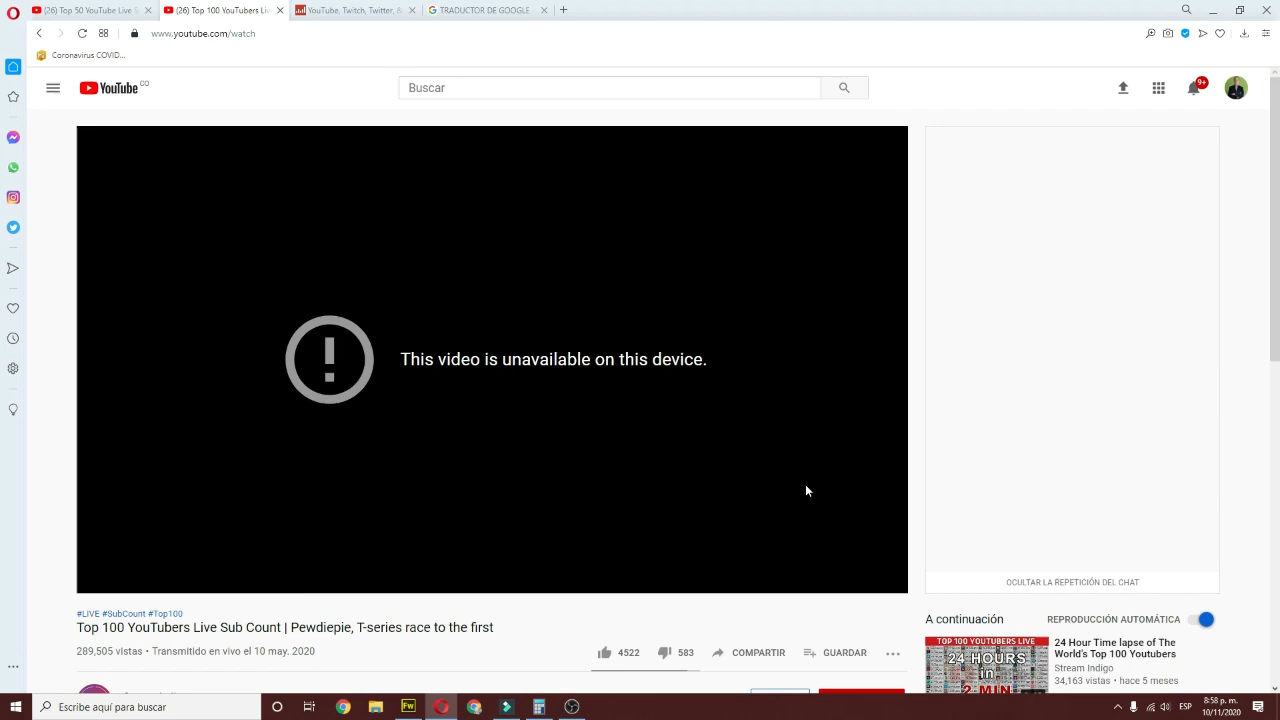 (26) Top 50 YouTube Live S
(26) Top 100 YouTubers Liv
YouTube, Twitch, Twitter, &
TRADUCTOR DE GOOGLE -
www.youtube.com/watch
Coronavirus COVID...
YouTube CO
Buscar
9+
This video is unavailable on this device.
OCULTAR LA REPETICIÓN DEL CHAT
#LIVE #SubCount #Top100
Top 100 YouTubers Live Sub Count | Pewdiepie, T-series race to the first
289,505 vistas • Transmitido en vivo el 10 may. 2020
4522
583
COMPARTIR
GUARDAR
A continuación
REPRODUCCIÓN AUTOMÁTICA
TOP 100 YOUTUBERS LIVE
24 HOURS
in
2 MIN
24 Hour Time lapse of The
World's Top 100 Youtubers
Stream Indigo
34,163 vistas • hace 5 meses
Escribe aquí para buscar
Fw
ESP
8:58 p. m.
10/11/2020